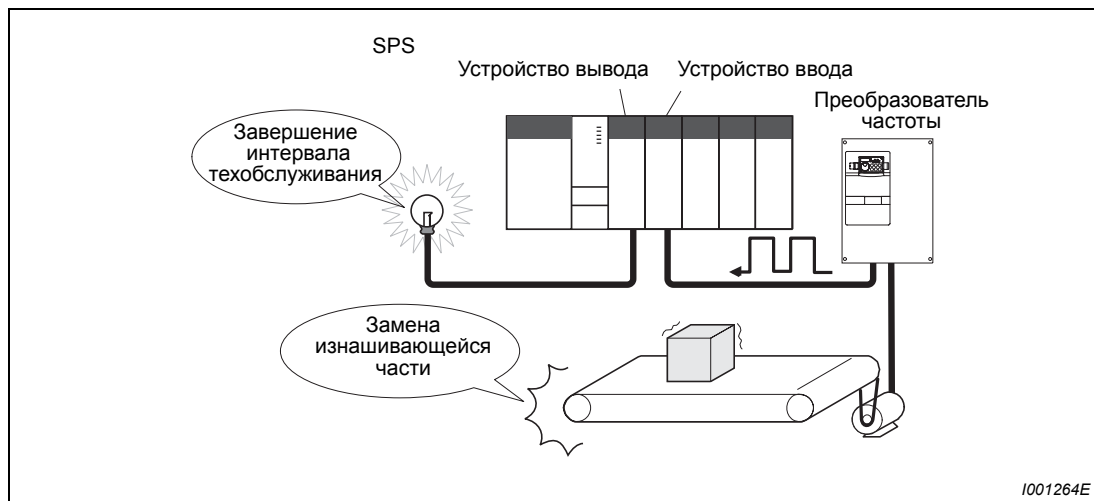 SPS
Устройство вывода
Устройство ввода
Преобразователь
частоты
Завершение
интервала
техобслуживания
Замена
изнашивающейся
части
I001264E